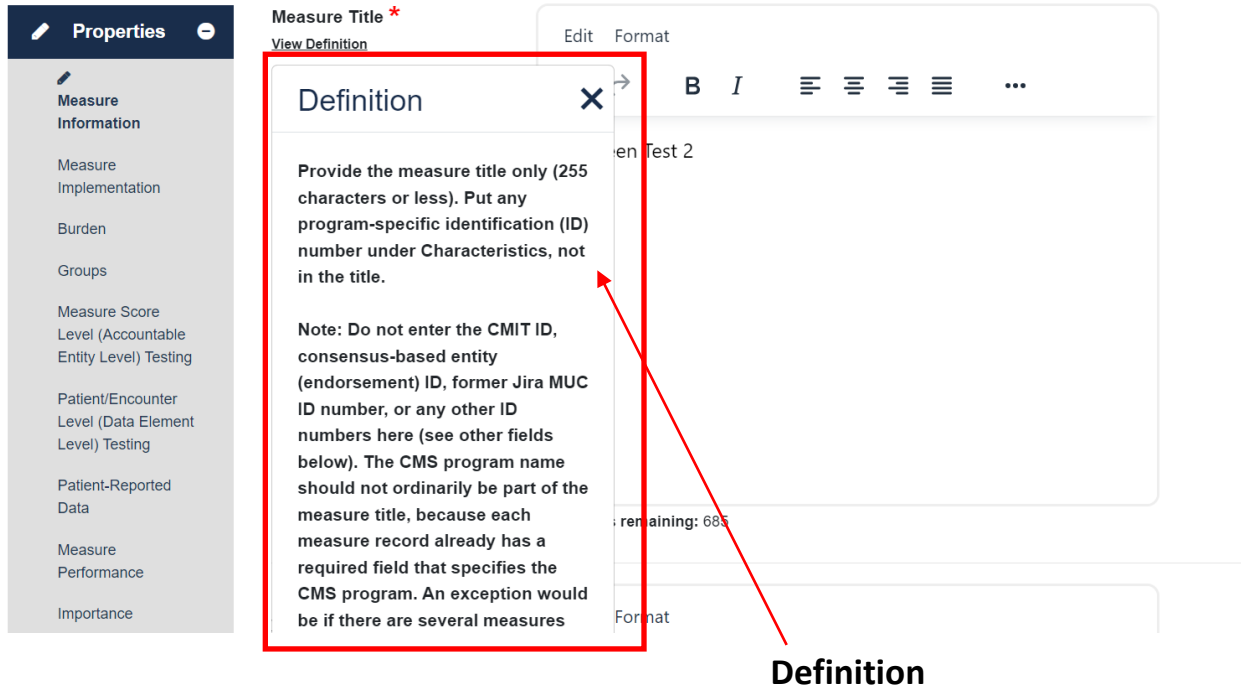 Properties
Measure
Information
Measure
Implementation
Burden
Groups
Measure Score
Level (Accountable
Entity Level) Testing
Patient/Encounter
Level (Data Element
Level) Testing
Patient-Reported
Data
Measure
Performance
Importance
Measure Title *
View Definition
Definition
Provide the measure title only (255
characters or less). Put any
program-specific identification (ID)
number under Characteristics, not
in the title.
Note: Do not enter the CMIT ID,
consensus-based entity
(endorsement) ID, former Jira MUC
ID number, or any other ID
numbers here (see other fields
below). The CMS program name
should not ordinarily be part of the
measure title, because each
measure record already has a
required field that specifies the
CMS program. An exception would
be if there are several measures
Edit Format
B I
Test 2
remaining: 685
Format
Definition